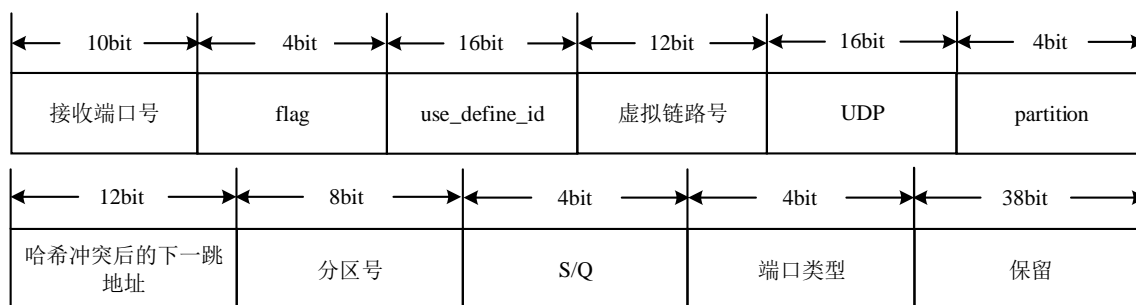 10bit 4bit 16bit 12bit 16bit 4bit
接收端口号 flag use_define_id 虚拟链路号 UDP partition
12bit 8bit 4bit 4bit 38bit
哈希冲突后的下一跳
地址 分区号 S/Q 端口类型 保留